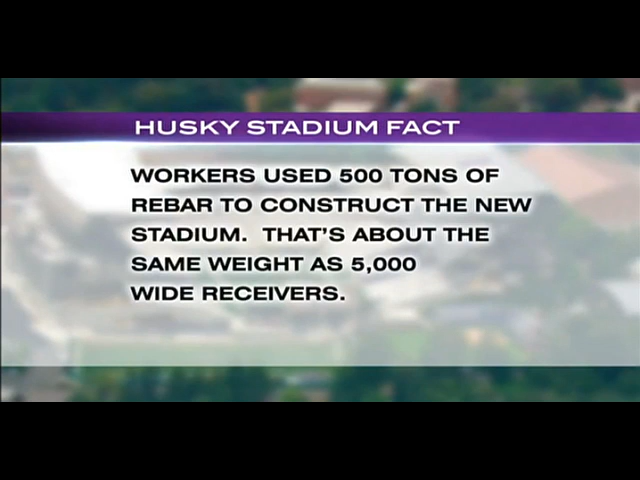 HUSKY STADIUM FACT
WORKERS USED 500 TONS OF
REBAR TO CONSTRUCT THE NEW
STADIUM.  THAT'S ABOUT THE
SAME WEIGHT AS 5,000
WIDE RECEIVERS.